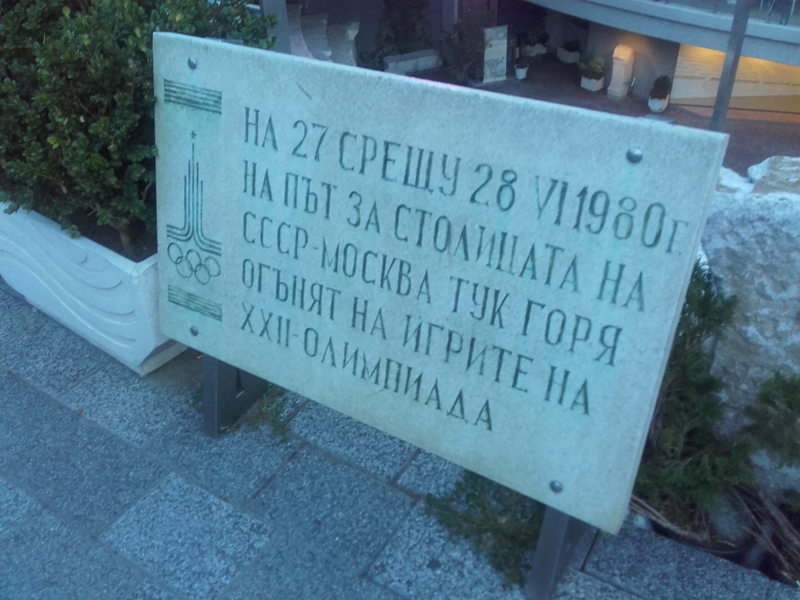 НА 27 СРЕЩУ 28 VI 1980 Г.
НА ПЪТ ЗА СТОЛИЦАТА НА
СССР-МОСКВА ТУК ГОРЯ
ОГЪНЯТ НА ИГРИТЕ НА
XXII-ОЛИМПИАДА